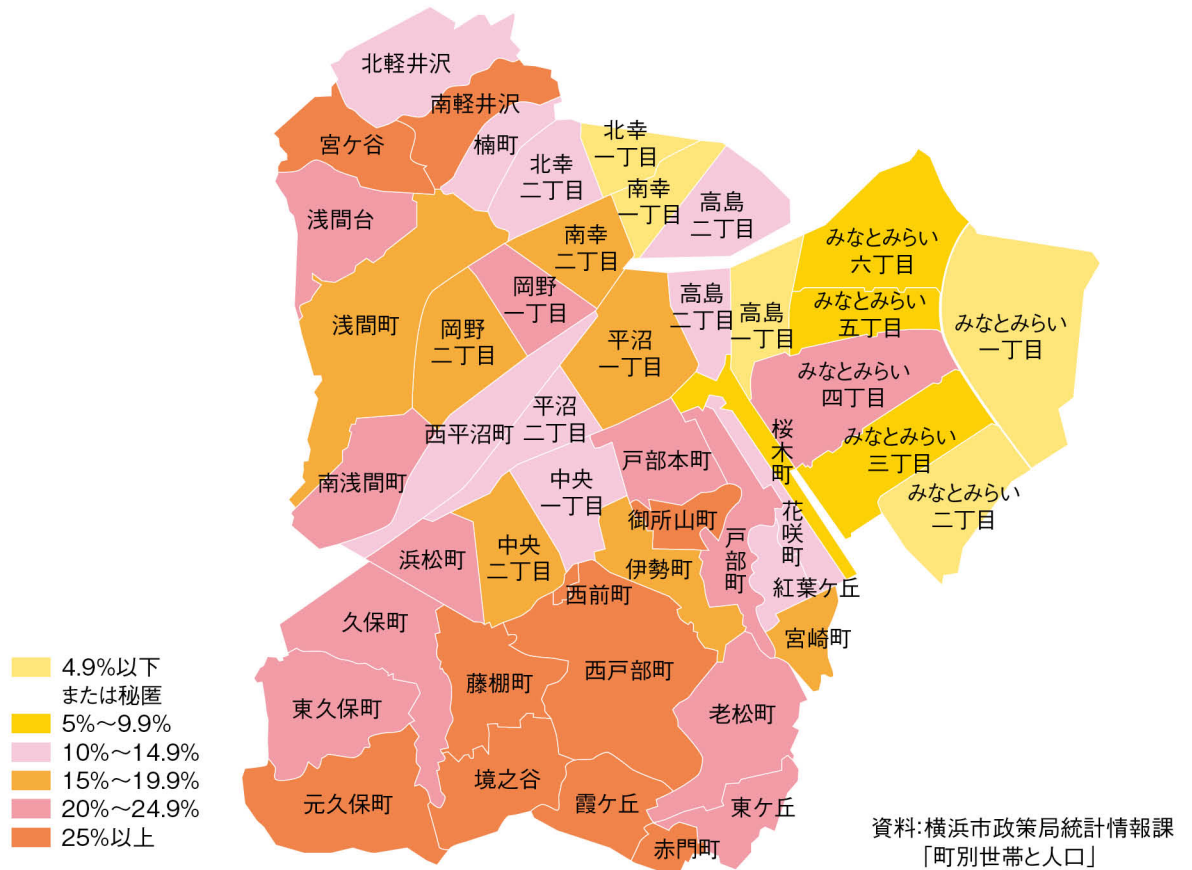 北軽井沢
南軽井沢
宮ケ谷
楠町
北幸
一丁目
北幸
二丁目
南幸
一丁目
高島
二丁目
浅間台
南幸
二丁目
みなとみらい
六丁目
岡野
一丁目
高島
二丁目
高島
一丁目
みなとみらい
五丁目
みなとみらい
一丁目
浅間町
岡野
二丁目
平沼
一丁目
みなとみらい
四丁目
西平沼町
平沼
二丁目
桜木町
みなとみらい
三丁目
戸部本町
南浅間町
中央
一丁目
みなとみらい
二丁目
御所山町
花咲町
戸部町
浜松町
中央
二丁目
伊勢町
紅葉ケ丘
西前町
久保町
宮崎町
藤棚町
西戸部町
東久保町
老松町
境之谷
元久保町
霞ケ丘
東ケ丘
赤門町
4.9%以下
または秘匿
5%〜9.9%
10%〜14.9%
15%〜19.9%
20%〜24.9%
25%以上
資料:横浜市政策局統計情報課
「町別世帯と人口」